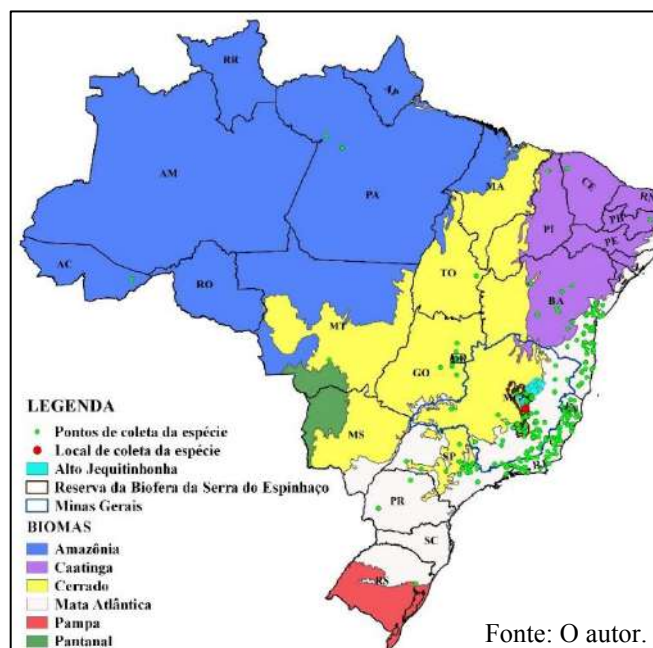 RR
AM
PA
MA
CE
RN
PB
PE
PI
AC
RO
TO
BA
MT
GO
DF
MS
SP
PR
SC
RS
LEGENDA
Pontos de coleta da espécie
Local de coleta da espécie
Alto Jequitinhonha
Reserva da Biofera da Serra do Espinhaço
Minas Gerais
BIOMAS
Amazônia
Caatinga
Cerrado
Mata Atlântica
Pampa
Pantanal
Fonte: O autor.